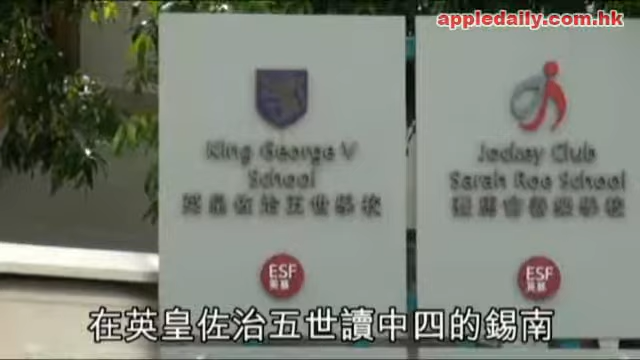 appledaily.com.hk
King George V
School
英皇佐治五世學校
ESF
英基
Jockey Club
Sarah Roe School
賽馬會善樂學校
ESF
英基
在英皇佐治五世讀中四的錫南